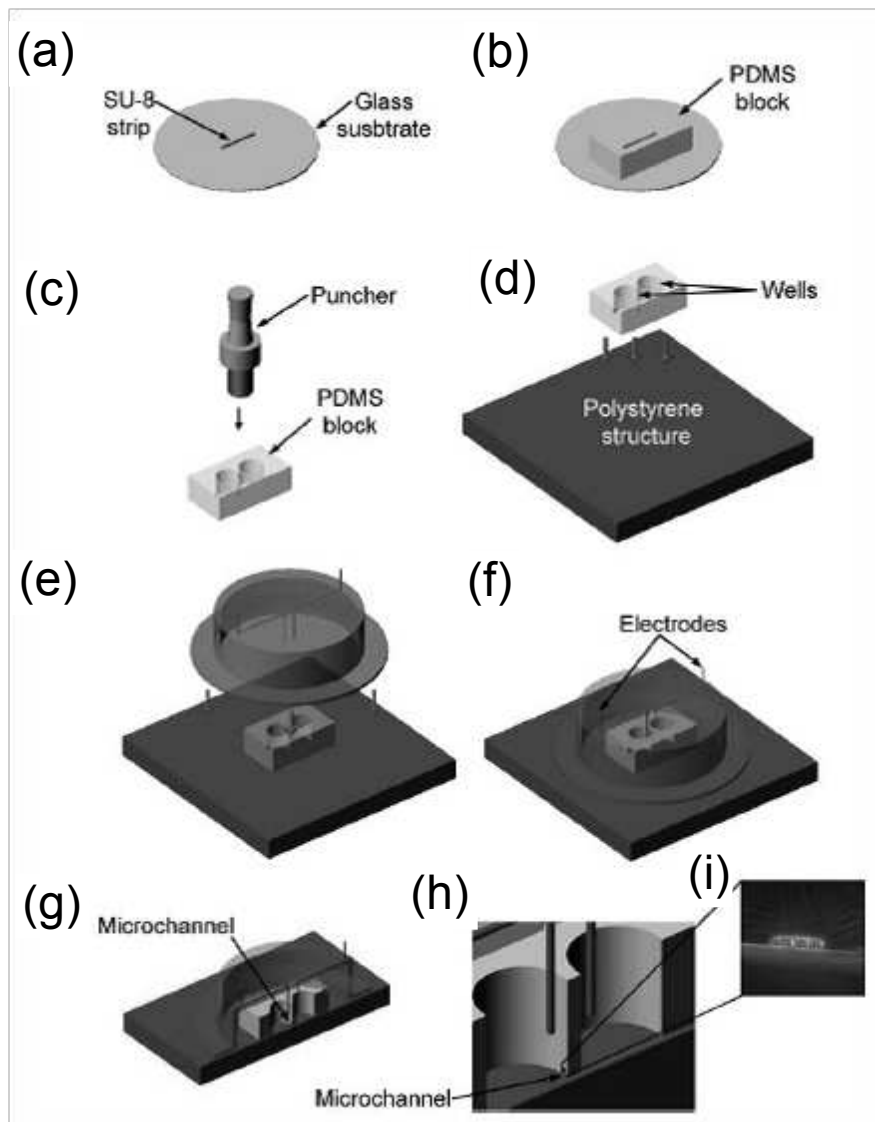 (a)
SU-8
strip
Glass
susbtrate
(b)
PDMS
block
(c)
Puncher
PDMS
block
(d)
Wells
Polystyrene
structure
(e)
(f)
Electrodes
(g)
Microchannel
(h)
(i)
Microchannel